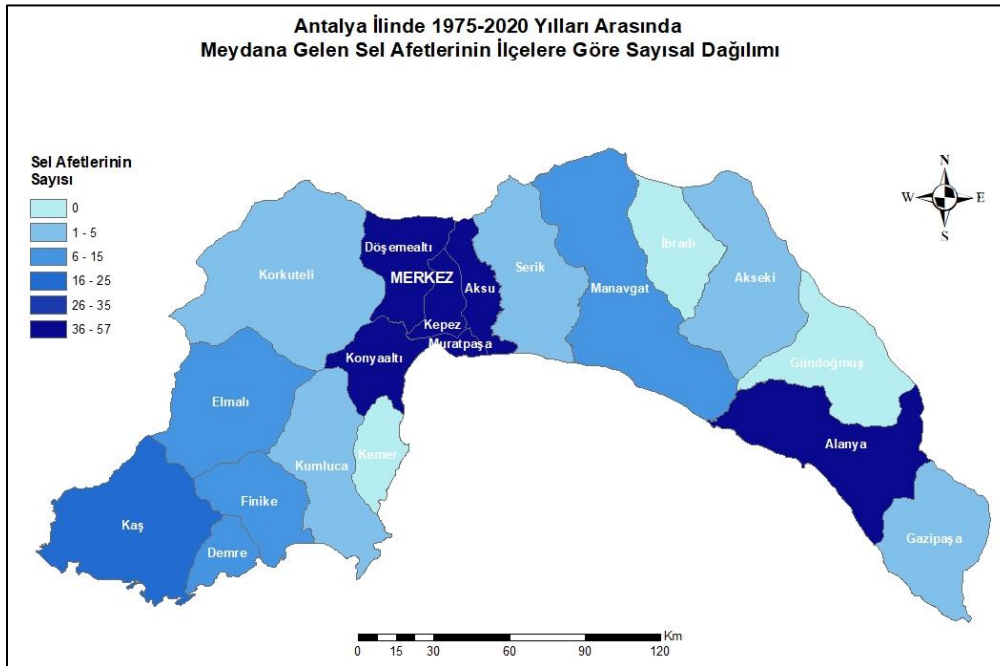 Antalya İlinde 1975-2020 Yılları Arasında
Meydana Gelen Sel Afetlerinin İlçelere Göre Sayısal Dağılımı
Sel Afetlerinin
Sayısı
0
1 - 5
6 - 15
16 - 25
26 - 35
36 - 57
N
W E
S
Korkuteli
Döşemealtı
MERKEZ
Aksu
Kepez
Muratpaşa
Konyaaltı
Serik
Manavgat
İbradı
Akseki
Gündoğmuş
Alanya
Gazipaşa
Elmalı
Kumluca
Kemer
Kaş
Finike
Demre
Km
0 15 30 60 90 120